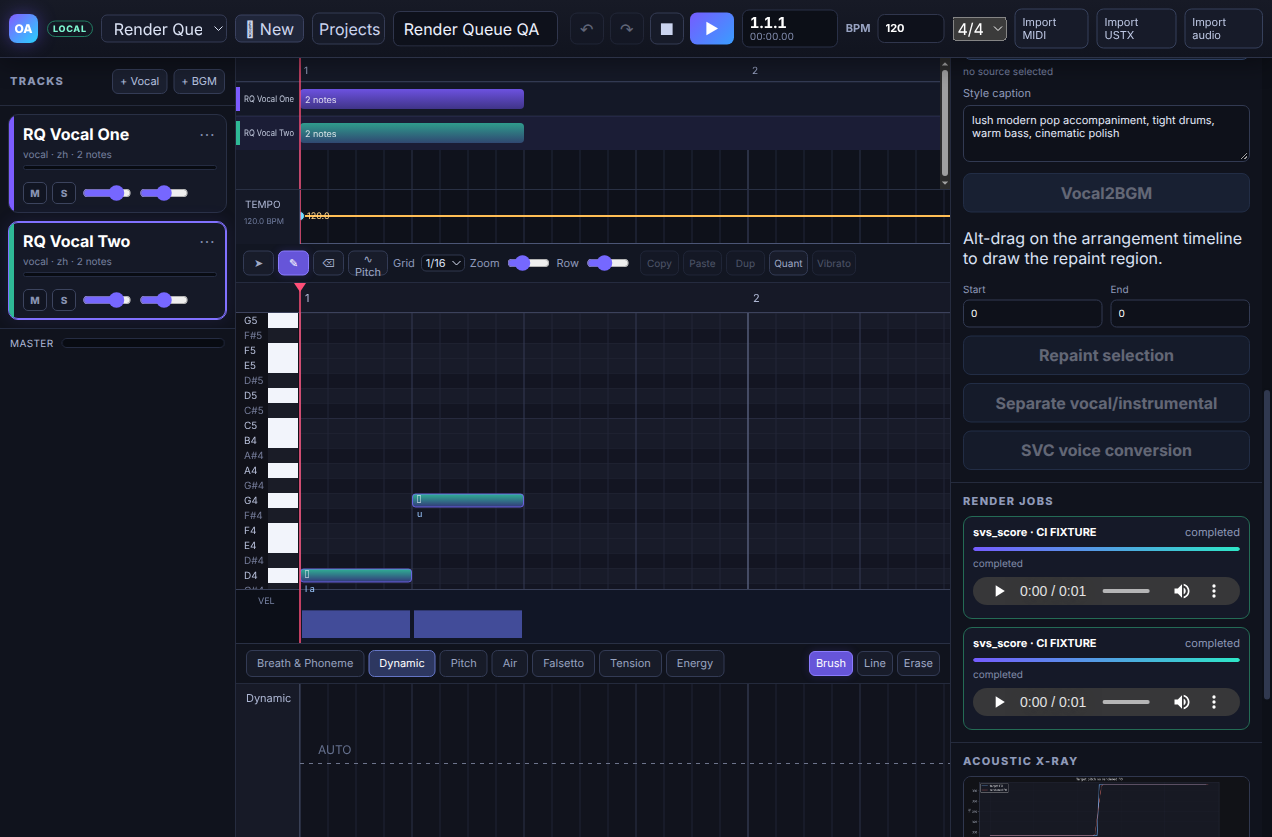 OA LOCAL Render Que New Projects Render Queue QA 1.1.1 BPM 120 4/4 Import MIDI Import USTX Import audio
00:00.00
TRACKS + Vocal + BGM
RQ Vocal One ...
vocal · zh · 2 notes
M S
RQ Vocal Two ...
vocal · zh · 2 notes
M S
MASTER
1 2
RQ Vocal One 2 notes
RQ Vocal Two 2 notes
TEMPO
120.0 BPM 120.0
Pitch Grid 1/16 Zoom Row Copy Paste Dup Quant Vibrato
1 2
G5
F#5
F5
E5
D#5
D5
C#5
C5
B4
A#4
A4
G#4
G4
F#4 u
F4
E4
D#4
D4
l a
VEL
Breath & Phoneme Dynamic Pitch Air Falsetto Tension Energy Brush Line Erase
Dynamic
AUTO
no source selected
Style caption
lush modern pop accompaniment, tight drums,
warm bass, cinematic polish
Vocal2BGM
Alt-drag on the arrangement timeline
to draw the repaint region.
Start End
0 0
Repaint selection
Separate vocal/instrumental
SVC voice conversion
RENDER JOBS
svs_score · CI FIXTURE completed
completed
0:00 / 0:01
svs_score · CI FIXTURE completed
completed
0:00 / 0:01
ACOUSTIC X-RAY